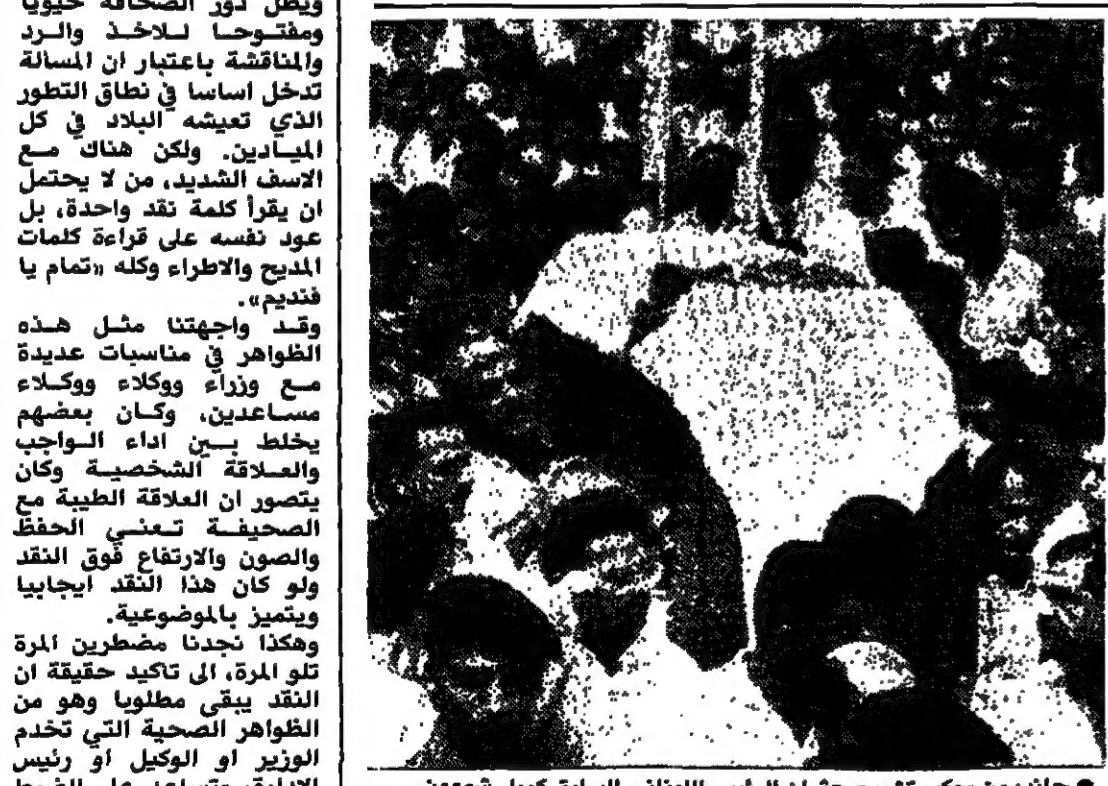 ويظل دور الصحافة حيويا
ومفتوحا للاخذ والرد
والمناقشة باعتبار ان المسالة
تدخل اساسا في نطاق التطور
الذي تعيشه البلاد في كل
الميادين. ولكن هناك مع
الاسف الشديد، من لا يحتمل
ان يقرأ كلمة نقد واحدة، بل
عود نفسه على قراءة كلمات
المديح والاطراء وكله «تمام يا
فنديم».
وقد واجهتنا مثل هذه
الظواهر في مناسبات عديدة
مع وزراء ووكلاء ووكلاء
مساعدين، وكان بعضهم
يخلط بين اداء الواجب
والعلاقة الشخصية وكان
يتصور ان العلاقة الطيبة مع
الصحيفة تعني الحفظ
والصون والارتفاع فوق النقد
ولو كان هذا النقد ايجابيا
ويتميز بالموضوعية.
وهكذا نجدنا مضطرين المرة
تلو المرة، الى تاكيد حقيقة ان
النقد يبقى مطلوبا وهو من
الظواهر الصحية التي تخدم
الوزير او الوكيل او رئيس